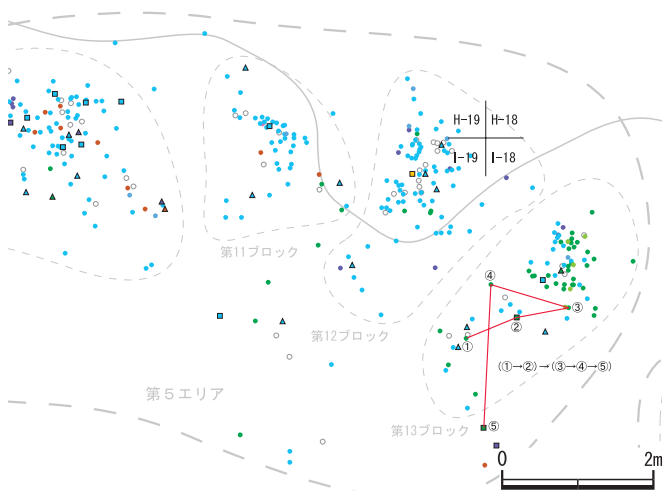 H-19 H-18
I-19 I-18
第11ブロック
④
③
②
第12ブロック
①
(①→②)→(③→④→⑤)
第5エリア
第13ブロック
⑤
0 2m